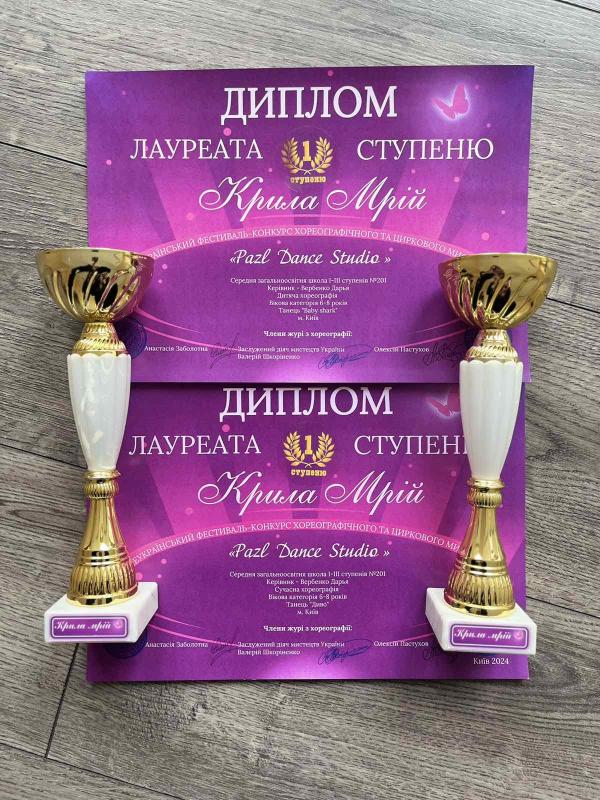 ДИПЛОМ
ЛАУРЕАТА 1 СТУПЕНЮ
ступеню
Крила Мрій
УКРАЇНСЬКИЙ ФЕСТИВАЛЬ-КОНКУРС ХОРЕОГРАФІЧНОГО ТА ЦИРКОВОГО
«Pazl Dance Studio »
Середня загальноосвітня школа І-ІІІ ступенів №201
Керівник - Вербенко Дарья
Дитяча хореографія
Вікова категорія 6-8 років
Танець "Baby shark"
м. Київ
Члени журі з хореографії:
Анастасія Заболотна Заслужений діяч мистецтв України Олексій Пастухов
Валерій Шкоріненко
ДИПЛОМ
ЛАУРЕАТА 1 СТУПЕНЮ
ступеню
Крила Мрій
УКРАЇНСЬКИЙ ФЕСТИВАЛЬ-КОНКУРС ХОРЕОГРАФІЧНОГО ТА ЦИРКОВОГО
«Pazl Dance Studio »
Середня загальноосвітня школа І-ІІІ ступенів №201
Керівник - Вербенко Дарья
Сучасна хореографія
Вікова категорія 6-8 років
Танець "Диво"
м. Київ
Члени журі з хореографії:
Анастасія Заболотна Заслужений діяч мистецтв України Олексій Пастухов
Валерій Шкоріненко
Київ 2024
Крила мрій
Крила мрій